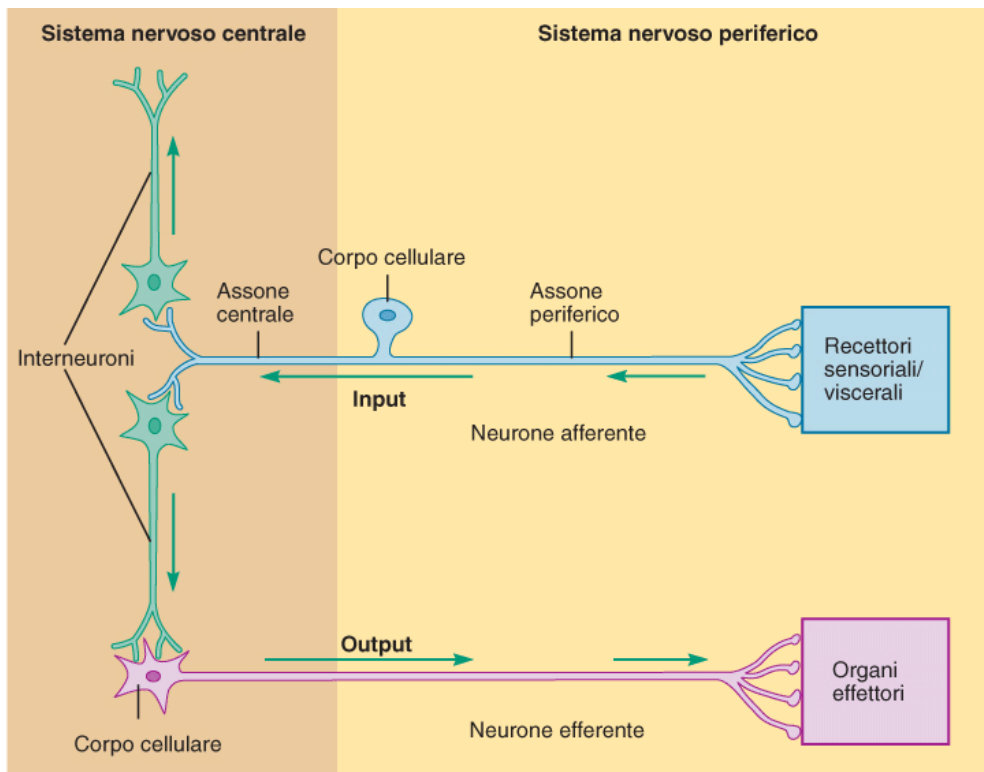 Sistema nervoso centrale
Sistema nervoso periferico
Corpo cellulare
Assone
centrale
Assone
periferico
Interneuroni
Recettori
sensoriali/
viscerali
Input
Neurone afferente
Output
Organi
effettori
Neurone efferente
Corpo cellulare